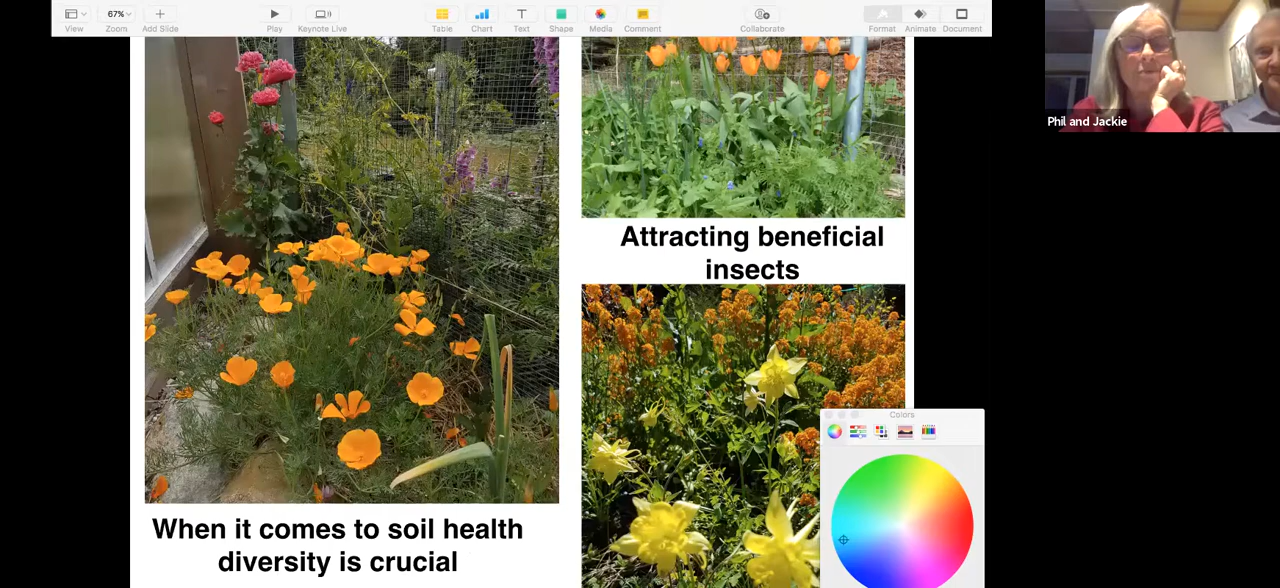 View
67%
Zoom
Add Slide
Play
Keynote Live
Table
Chart
Text
Shape
Media
Comment
Collaborate
Format
Animate
Document
Phil and Jackie
Attracting beneficial
insects
Colors
When it comes to soil health
diversity is crucial